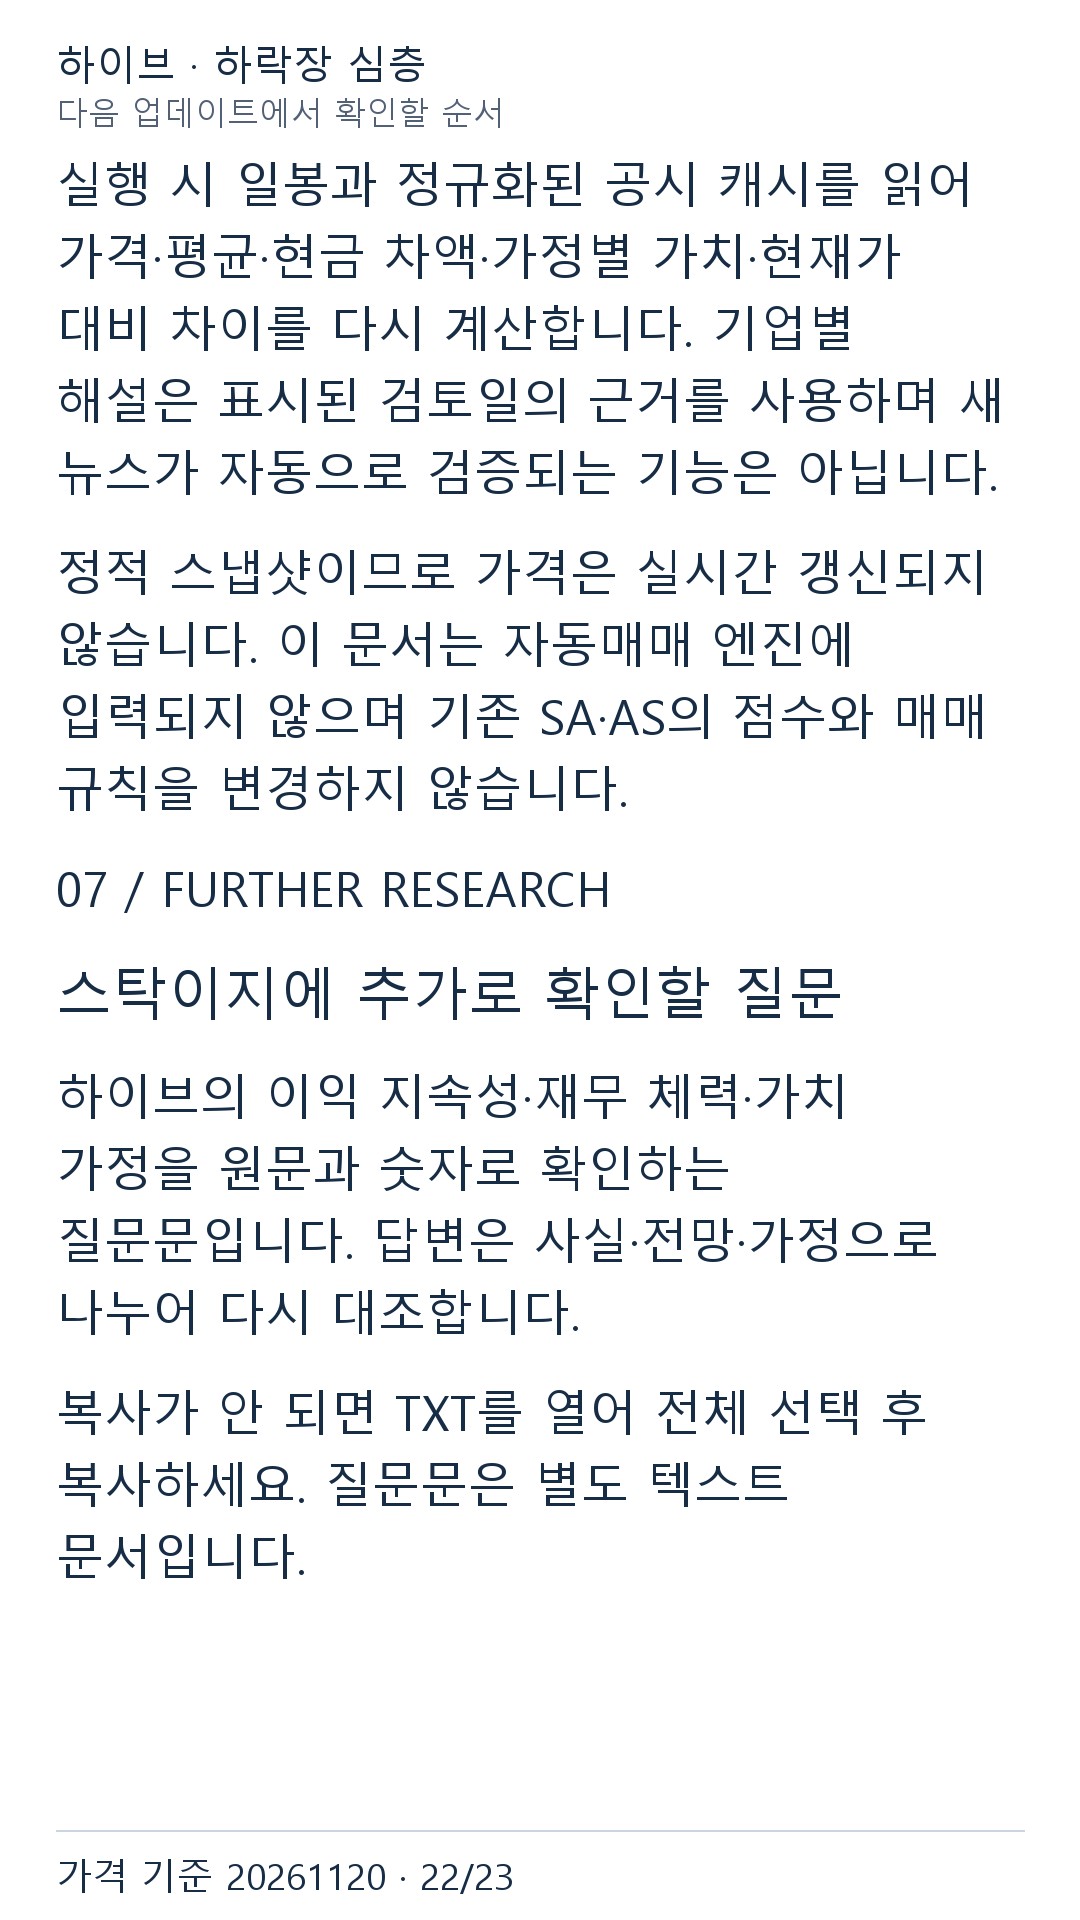 하이브 · 하락장 심층
다음 업데이트에서 확인할 순서
실행 시 일봉과 정규화된 공시 캐시를 읽어
가격·평균·현금 차액·가정별 가치·현재가
대비 차이를 다시 계산합니다. 기업별
해설은 표시된 검토일의 근거를 사용하며 새
뉴스가 자동으로 검증되는 기능은 아닙니다.
정적 스냅샷이므로 가격은 실시간 갱신되지
않습니다. 이 문서는 자동매매 엔진에
입력되지 않으며 기존 SA·AS의 점수와 매매
규칙을 변경하지 않습니다.
07 / FURTHER RESEARCH
스탁이지에 추가로 확인할 질문
하이브의 이익 지속성·재무 체력·가치
가정을 원문과 숫자로 확인하는
질문문입니다. 답변은 사실·전망·가정으로
나누어 다시 대조합니다.
복사가 안 되면 TXT를 열어 전체 선택 후
복사하세요. 질문문은 별도 텍스트
문서입니다.
가격 기준 20261120 · 22/23